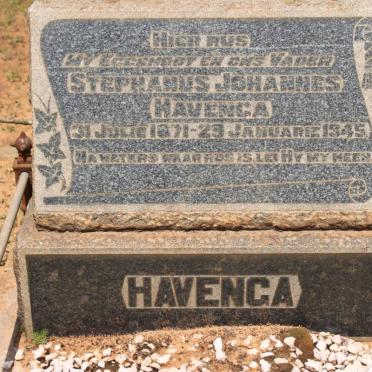 HIER RUS
MY EGGENOOT EN ONS VADER
STEPHANUS JOHANNES
HAVENGA
31 JULIE 1871-29 JANUARIE 1945
NA WATERS WAAR RUS IS, LEI HY MY HEEN
HAVENGA